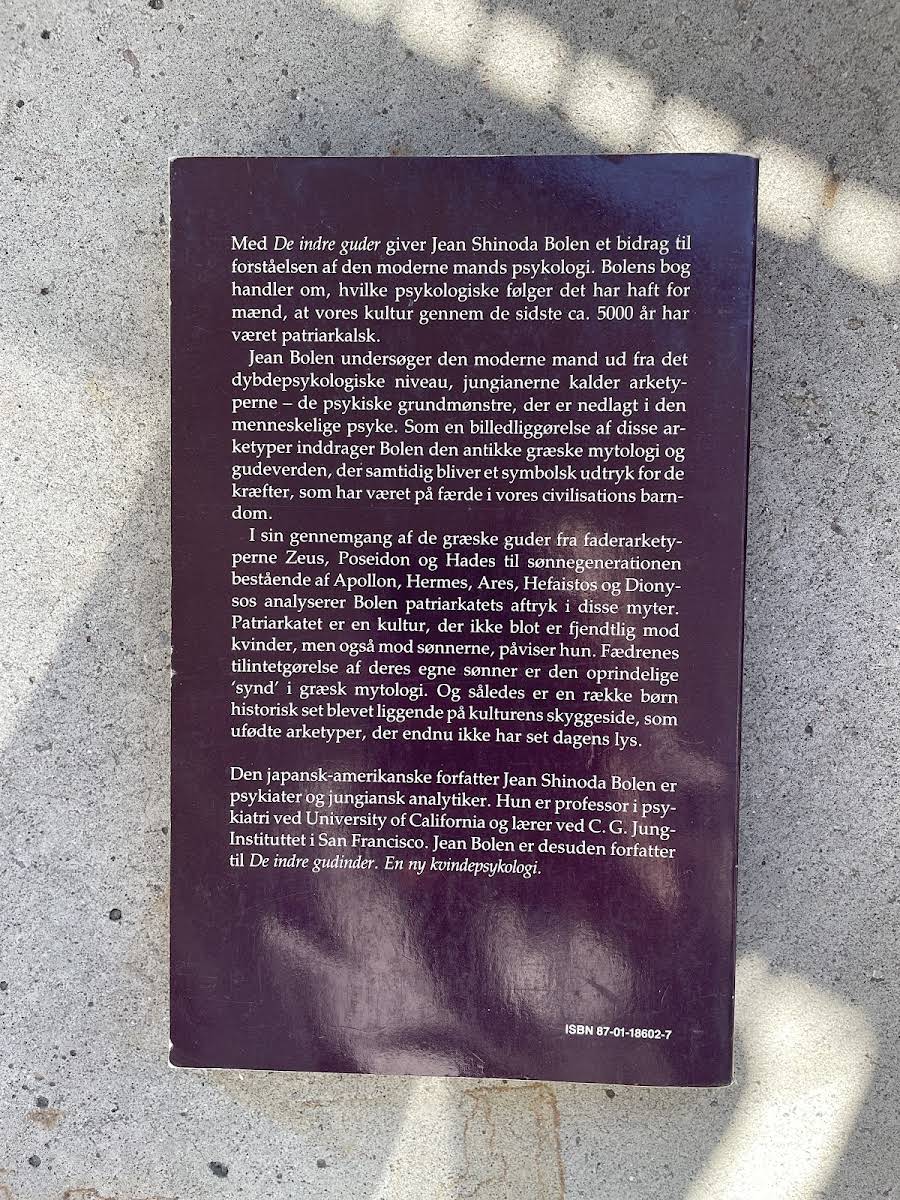 Med De indre guder giver Jean Shinoda Bolen et bidrag til
forståelsen af den moderne mands psykologi. Bolens bog
handler om, hvilke psykologiske følger det har haft for
mænd, at vores kultur gennem de sidste ca. 5000 år har
været patriarkalsk.
Jean Bolen undersøger den moderne mand ud fra det
dybdepsykologiske niveau, jungianerne kalder arkety-
perne – de psykiske grundmønstre, der er nedlagt i den
menneskelige psyke. Som en billedliggørelse af disse ar-
ketyper inddrager Bolen den antikke græske mytologi og
gudeverden, der samtidig bliver et symbolsk udtryk for de
kræfter, som har været på færde i vores civilisations barn-
dom.
I sin gennemgang af de græske guder fra faderarkety-
perne Zeus, Poseidon og Hades til sønnegenerationen
bestående af Apollon, Hermes, Ares, Hefaistos og Diony-
sos analyserer Bolen patriarkatets aftryk i disse myter.
Patriarkatet er en kultur, der ikke blot er fjendtlig mod
kvinder, men også mod sønnerne, påviser hun. Fædrenes
tilintetgørelse af deres egne sønner er den oprindelige
‘synd’ i græsk mytologi. Og således er en række børn
historisk set blevet liggende på kulturens skyggeside, som
ufødte arketyper, der endnu ikke har set dagens lys.
Den japansk-amerikanske forfatter Jean Shinoda Bolen er
psykiater og jungiansk analytiker. Hun er professor i psy-
kiatri ved University of California og lærer ved C. G. Jung-
Instituttet i San Francisco. Jean Bolen er desuden forfatter
til De indre gudinder. En ny kvindepsykologi.
ISBN 87-01-18602-7